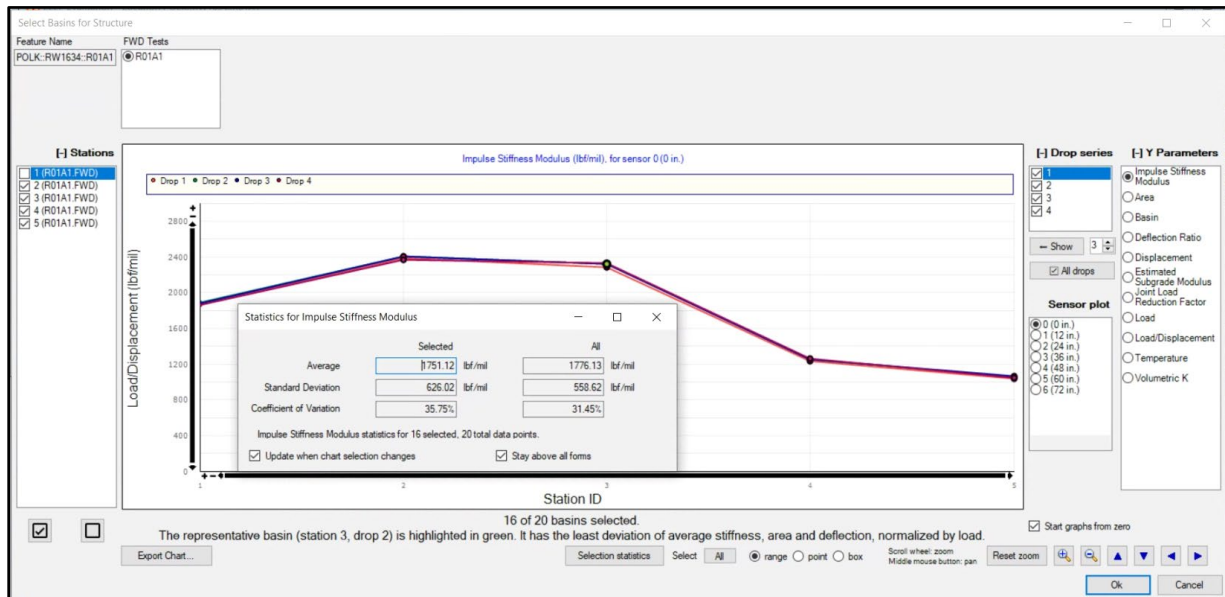 Select Basins for Structure
Feature Name
FWD Tests
POLK::RW1634::R01A1
R01A1
[-] Stations
1 (R01A1.FWD)
2 (R01A1.FWD)
3 (R01A1.FWD)
4 (R01A1.FWD)
5 (R01A1.FWD)
Impulse Stiffness Modulus (lbf/mil), for sensor 0 (0 in.)
Drop 1 Drop 2 Drop 3 Drop 4
Load/Displacement (lbf/mil)
2800
2400
2000
1600
1200
800
400
0
1 2 3 4 5
Station ID
Statistics for Impulse Stiffness Modulus
Selected All
Average 1751.12 lbf/mil 1776.13 lbf/mil
Standard Deviation 626.02 lbf/mil 558.62 lbf/mil
Coefficient of Variation 35.75% 31.45%
Impulse Stiffness Modulus statistics for 16 selected, 20 total data points.
Update when chart selection changes Stay above all forms
[-] Drop series
1
2
3
4
← Show 3
All drops
Sensor plot
0 (0 in.)
1 (12 in.)
2 (24 in.)
3 (36 in.)
4 (48 in.)
5 (60 in.)
6 (72 in.)
[-] Y Parameters
Impulse Stiffness
Modulus
Area
Basin
Deflection Ratio
Displacement
Estimated
Subgrade Modulus
Joint Load
Reduction Factor
Load
Load/Displacement
Temperature
Volumetric K
16 of 20 basins selected.
The representative basin (station 3, drop 2) is highlighted in green. It has the least deviation of average stiffness, area and deflection, normalized by load.
Start graphs from zero
Export Chart...
Selection statistics
Select All range point box
Scroll wheel: zoom
Middle mouse button: pan
Reset zoom
Ok Cancel